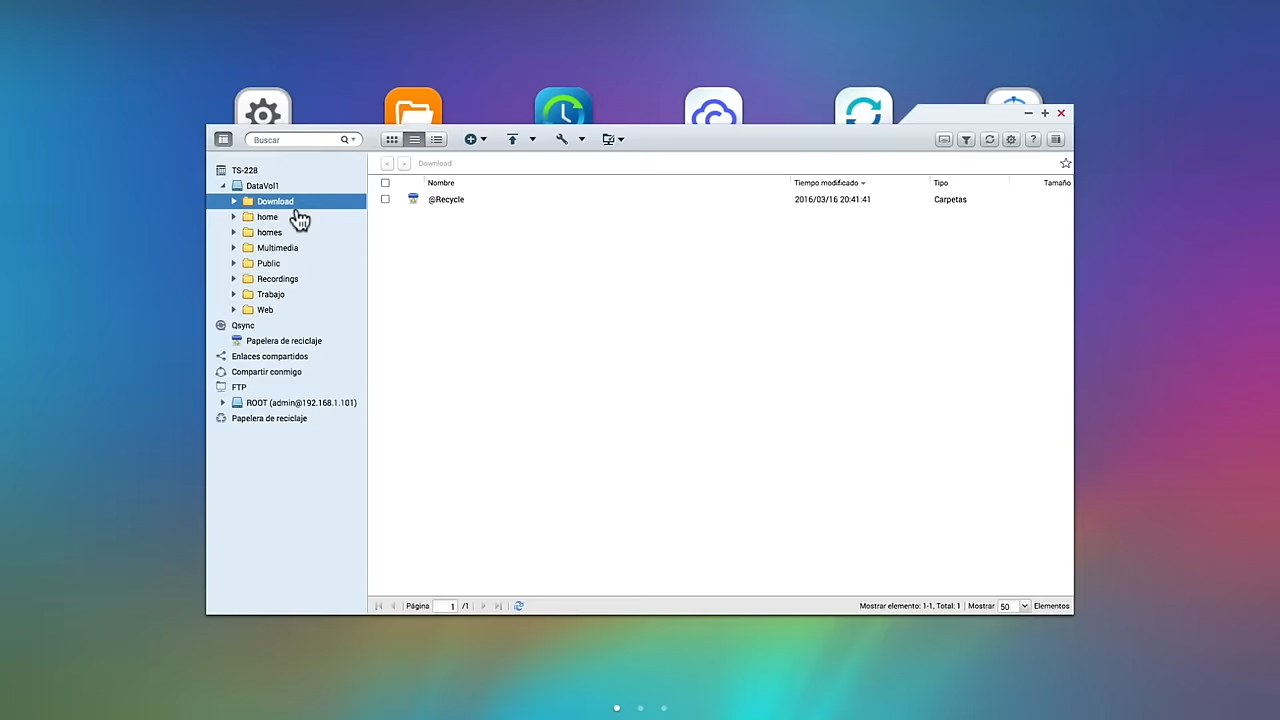 Buscar
TS-228
DataVol1
Download
home
homes
Multimedia
Public
Recordings
Trabajo
Web
Qsync
Papelera de reciclaje
Enlaces compartidos
Compartir conmigo
FTP
ROOT (admin@192.168.1.101)
Papelera de reciclaje
Download
Nombre Tiempo modificado Tipo Tamaño
@Recycle 2016/03/16 20:41:41 Carpetas
Página 1 /1 Mostrar elemento: 1-1, Total: 1 | Mostrar 50 Elementos